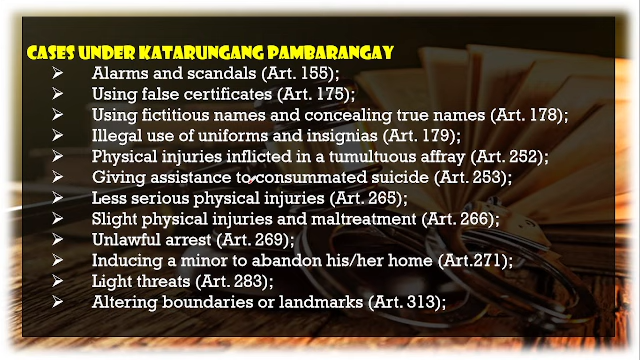 CASES UNDER KATARUNGANG PAMBARANGAY
➤ Alarms and scandals (Art. 155);
➤ Using false certificates (Art. 175);
➤ Using fictitious names and concealing true names (Art. 178);
➤ Illegal use of uniforms and insignias (Art. 179);
➤ Physical injuries inflicted in a tumultuous affray (Art. 252);
➤ Giving assistance to consummated suicide (Art. 253);
➤ Less serious physical injuries (Art. 265);
➤ Slight physical injuries and maltreatment (Art. 266);
➤ Unlawful arrest (Art. 269);
➤ Inducing a minor to abandon his/her home (Art.271);
➤ Light threats (Art. 283);
➤ Altering boundaries or landmarks (Art. 313);